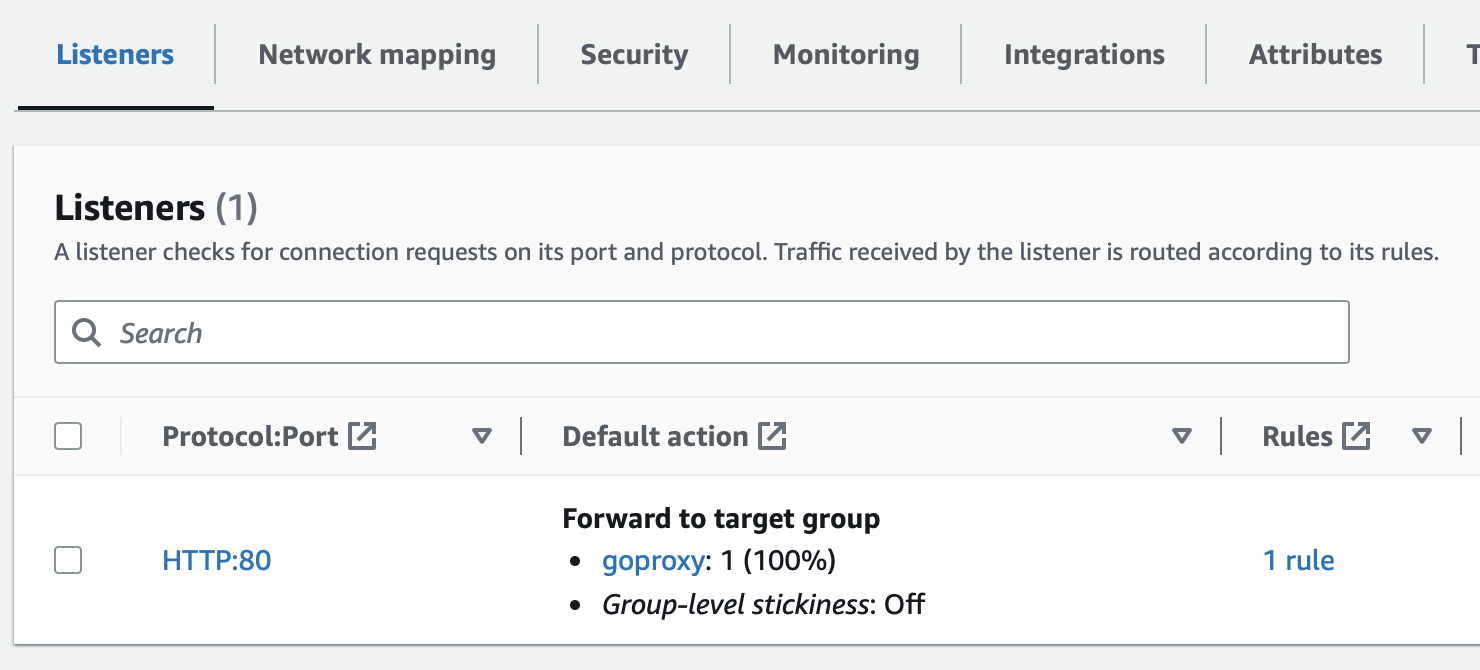 Listeners Network mapping Security Monitoring Integrations Attributes T
Listeners (1)
A listener checks for connection requests on its port and protocol. Traffic received by the listener is routed according to its rules.
Search
Protocol:Port Default action Rules
Forward to target group
HTTP:80 • goproxy: 1 (100%) 1 rule
• Group-level stickiness: Off